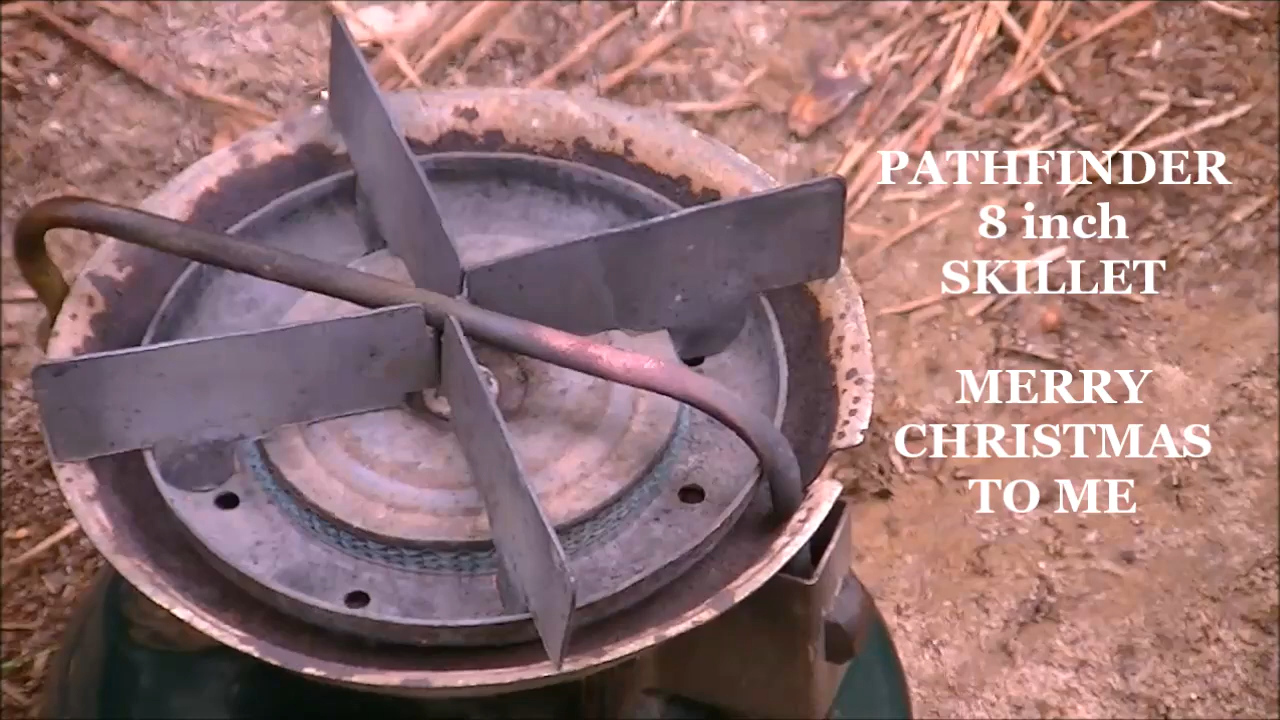 PATHFINDER
8 inch
SKILLET
MERRY
CHRISTMAS
TO ME